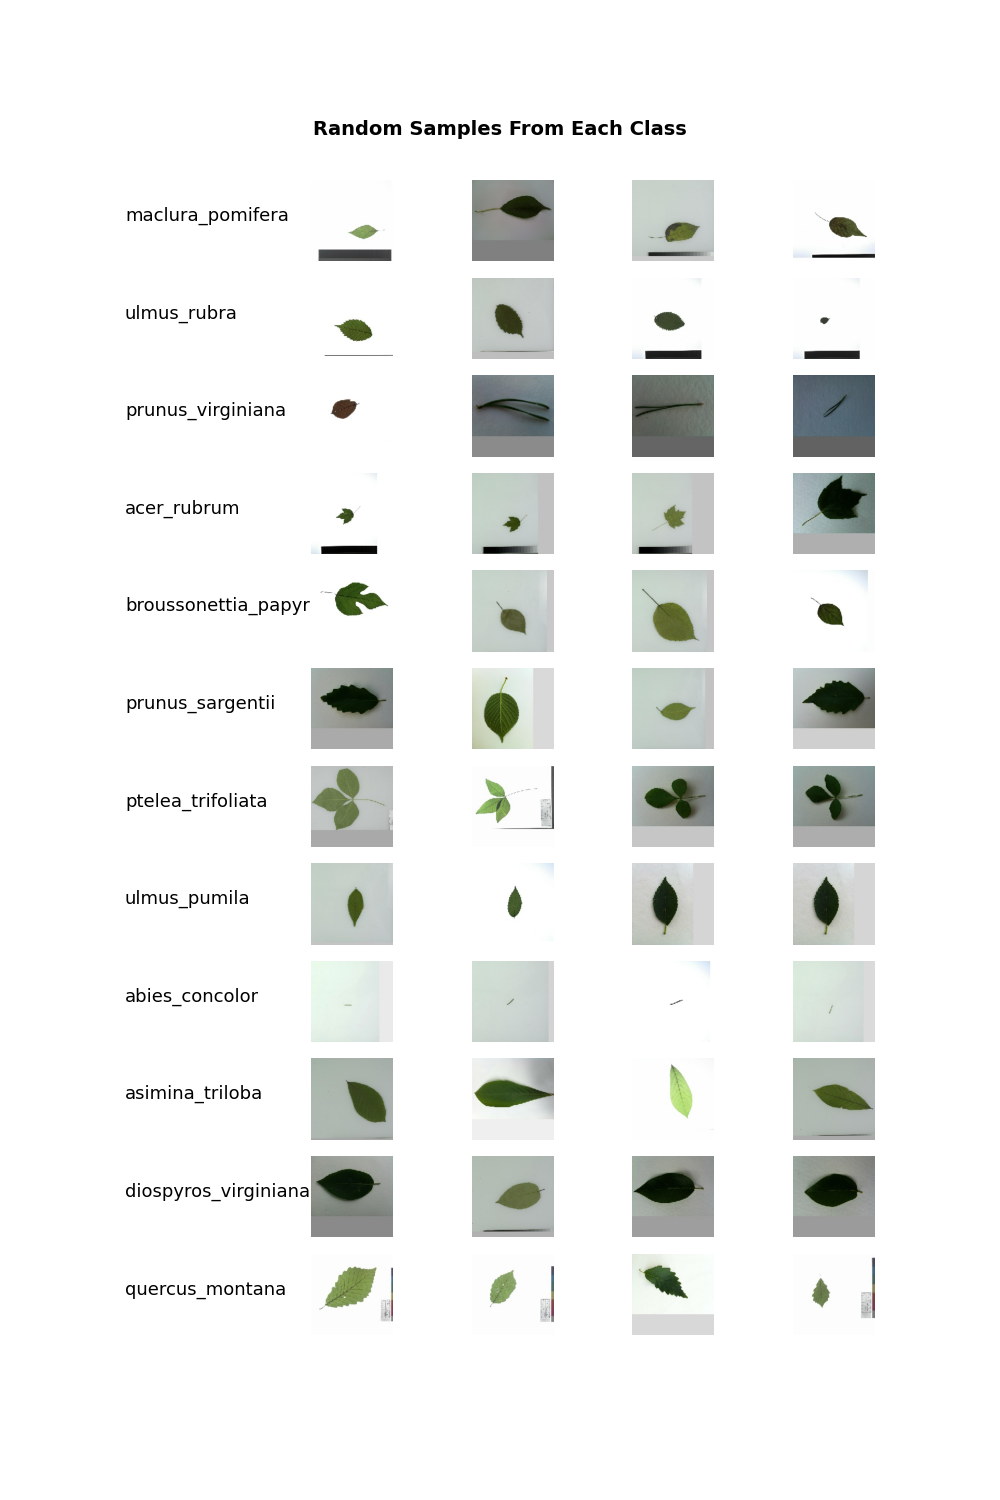 Random Samples From Each Class
maclura_pomifera
ulmus_rubra
prunus_virginiana
acer_rubrum
broussonettia_papyr
prunus_sargentii
ptelea_trifoliata
ulmus_pumila
abies_concolor
asimina_triloba
diospyros_virginiana
quercus_montana